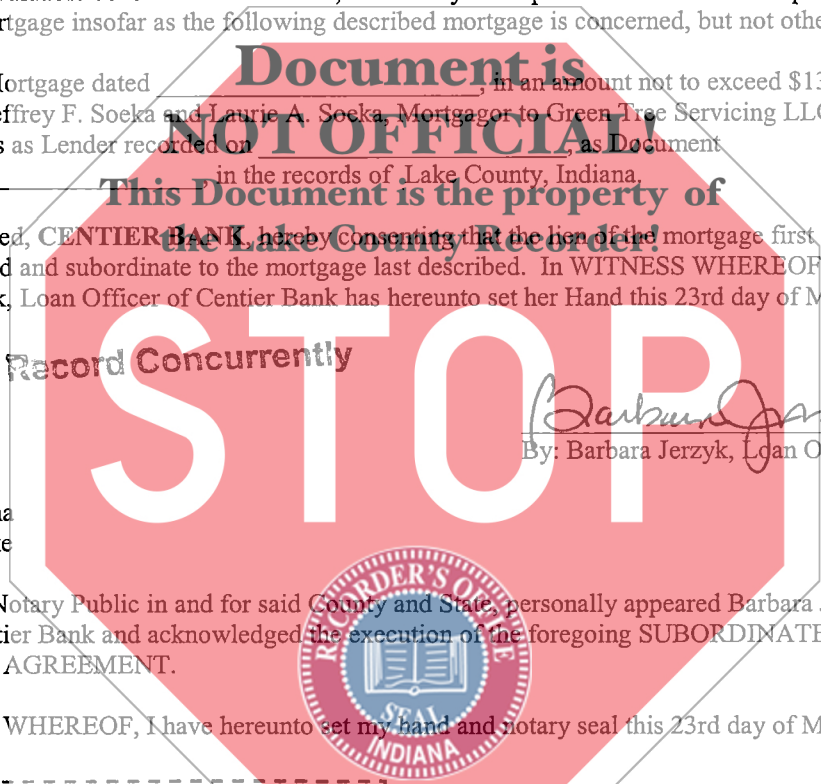 rtgage insofar as the following described mortgage is concerned, but not othe
Document is
Mortgage dated , in an amount not to exceed $13
effrey F. Soeka and Laurie A. Soeka, Mortgagor to Green Tree Servicing LLC
NOT OFFICIAL!
s as Lender recorded on , as Document
, in the records of Lake County, Indiana.
This Document is the property of
the Lake County Recorder!
ed, CENTIER BANK, hereby consenting that the lien of the mortgage first
d and subordinate to the mortgage last described. In WITNESS WHEREOF
k, Loan Officer of Centier Bank has hereunto set her Hand this 23rd day of M
STOP
Record Concurrently
By: Barbara Jerzyk, Loan O
na
ke
Notary Public in and for said County and State, personally appeared Barbara J
tier Bank and acknowledged the execution of the foregoing SUBORDINATE
AGREEMENT.
WHEREOF, I have hereunto set my hand and notary seal this 23rd day of M
RECORDER'S OFFICE
SEAL
INDIANA